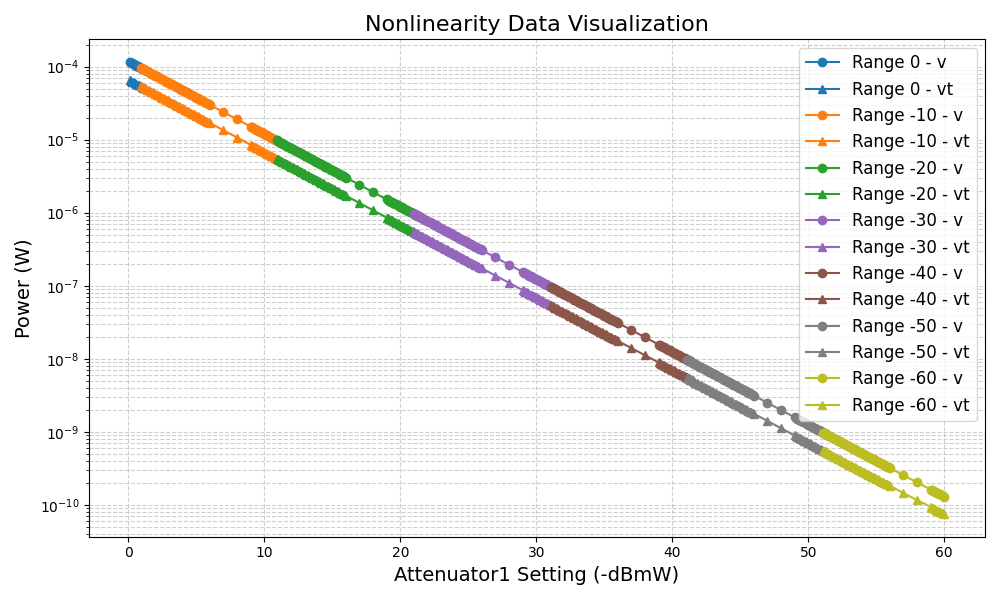 Nonlinearity Data Visualization
Power (W)
10⁻⁴
10⁻⁵
10⁻⁶
10⁻⁷
10⁻⁸
10⁻⁹
10⁻¹⁰
Range 0 - v
Range 0 - vt
Range -10 - v
Range -10 - vt
Range -20 - v
Range -20 - vt
Range -30 - v
Range -30 - vt
Range -40 - v
Range -40 - vt
Range -50 - v
Range -50 - vt
Range -60 - v
Range -60 - vt
0 10 20 30 40 50 60
Attenuator1 Setting (-dBmW)